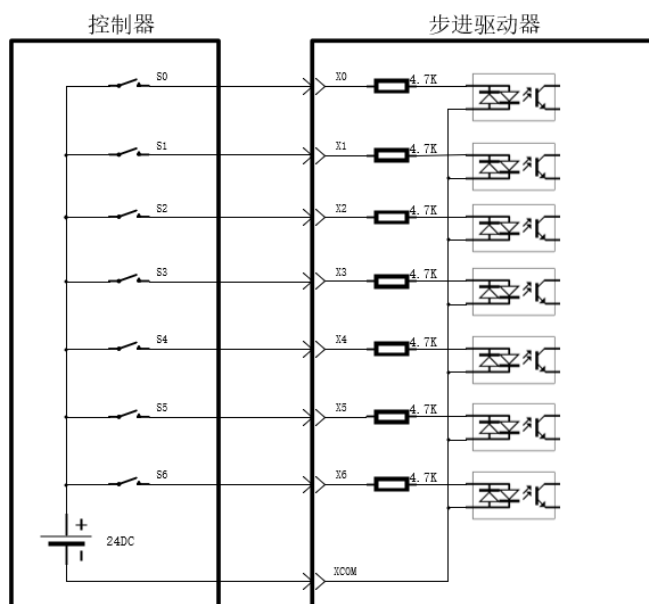 控制器 步进驱动器
S0 X0 4.7K
S1 X1 4.7K
S2 X2 4.7K
S3 X3 4.7K
S4 X4 4.7K
S5 X5 4.7K
S6 X6 4.7K
+
24DC
-
XCOM